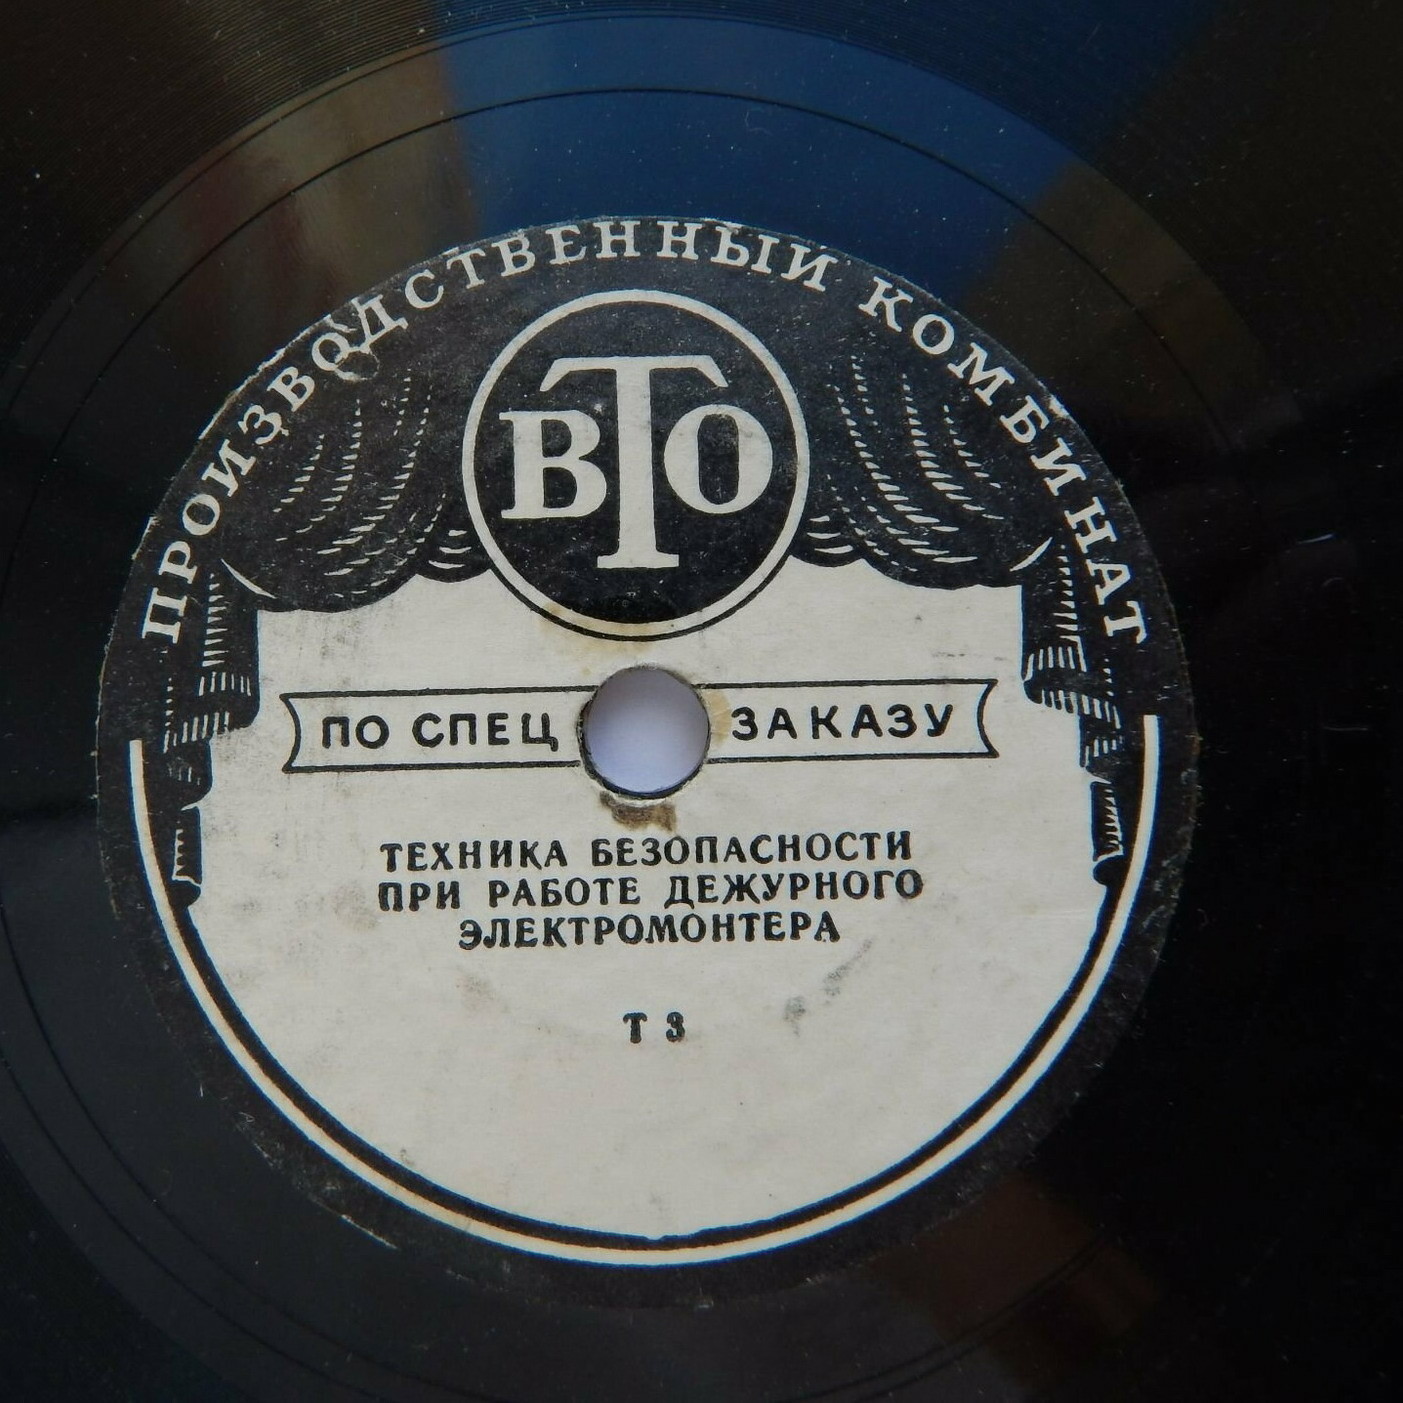 ПРОИЗВОДСТВЕННЫЙ КОМБИНАТ
ВТО
ПО СПЕЦ ЗАКАЗУ
ТЕХНИКА БЕЗОПАСНОСТИ
ПРИ РАБОТЕ ДЕЖУРНОГО
ЭЛЕКТРОМОНТЕРА
Т 3